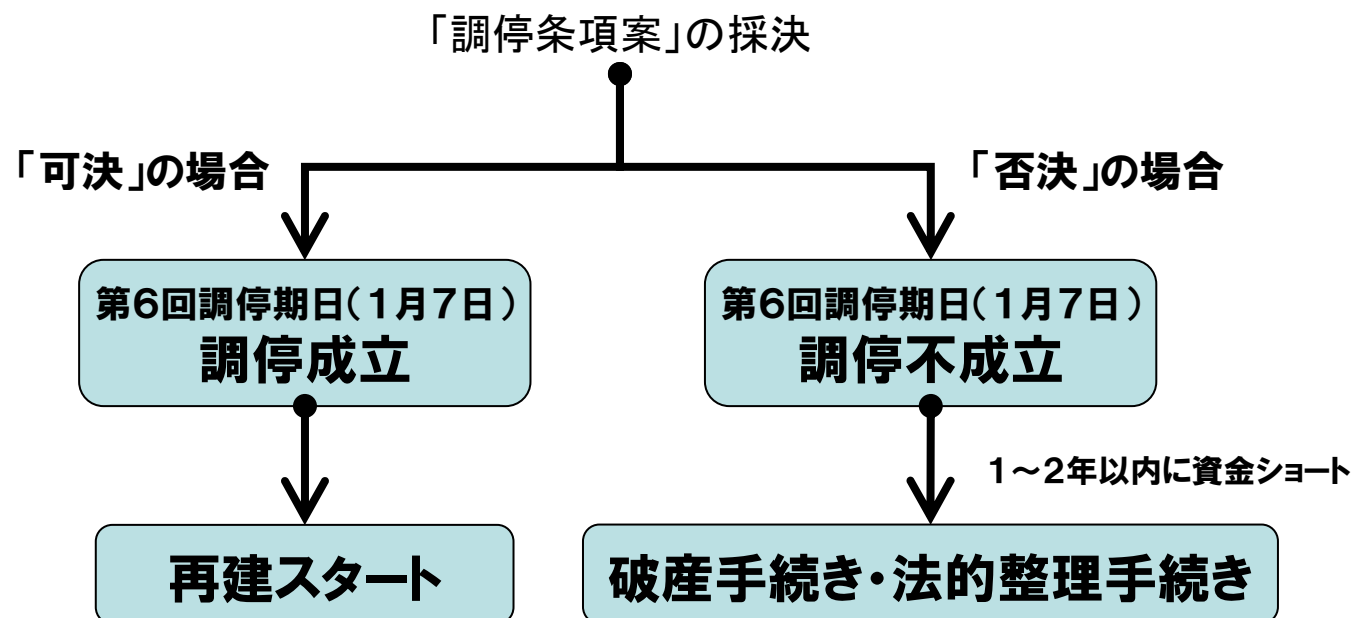 「調停条項案」の採決
「可決」の場合
「否決」の場合
第6回調停期日(1月7日)
調停成立
第6回調停期日(1月7日)
調停不成立
1~2年以内に資金ショート
再建スタート
破産手続き・法的整理手続き